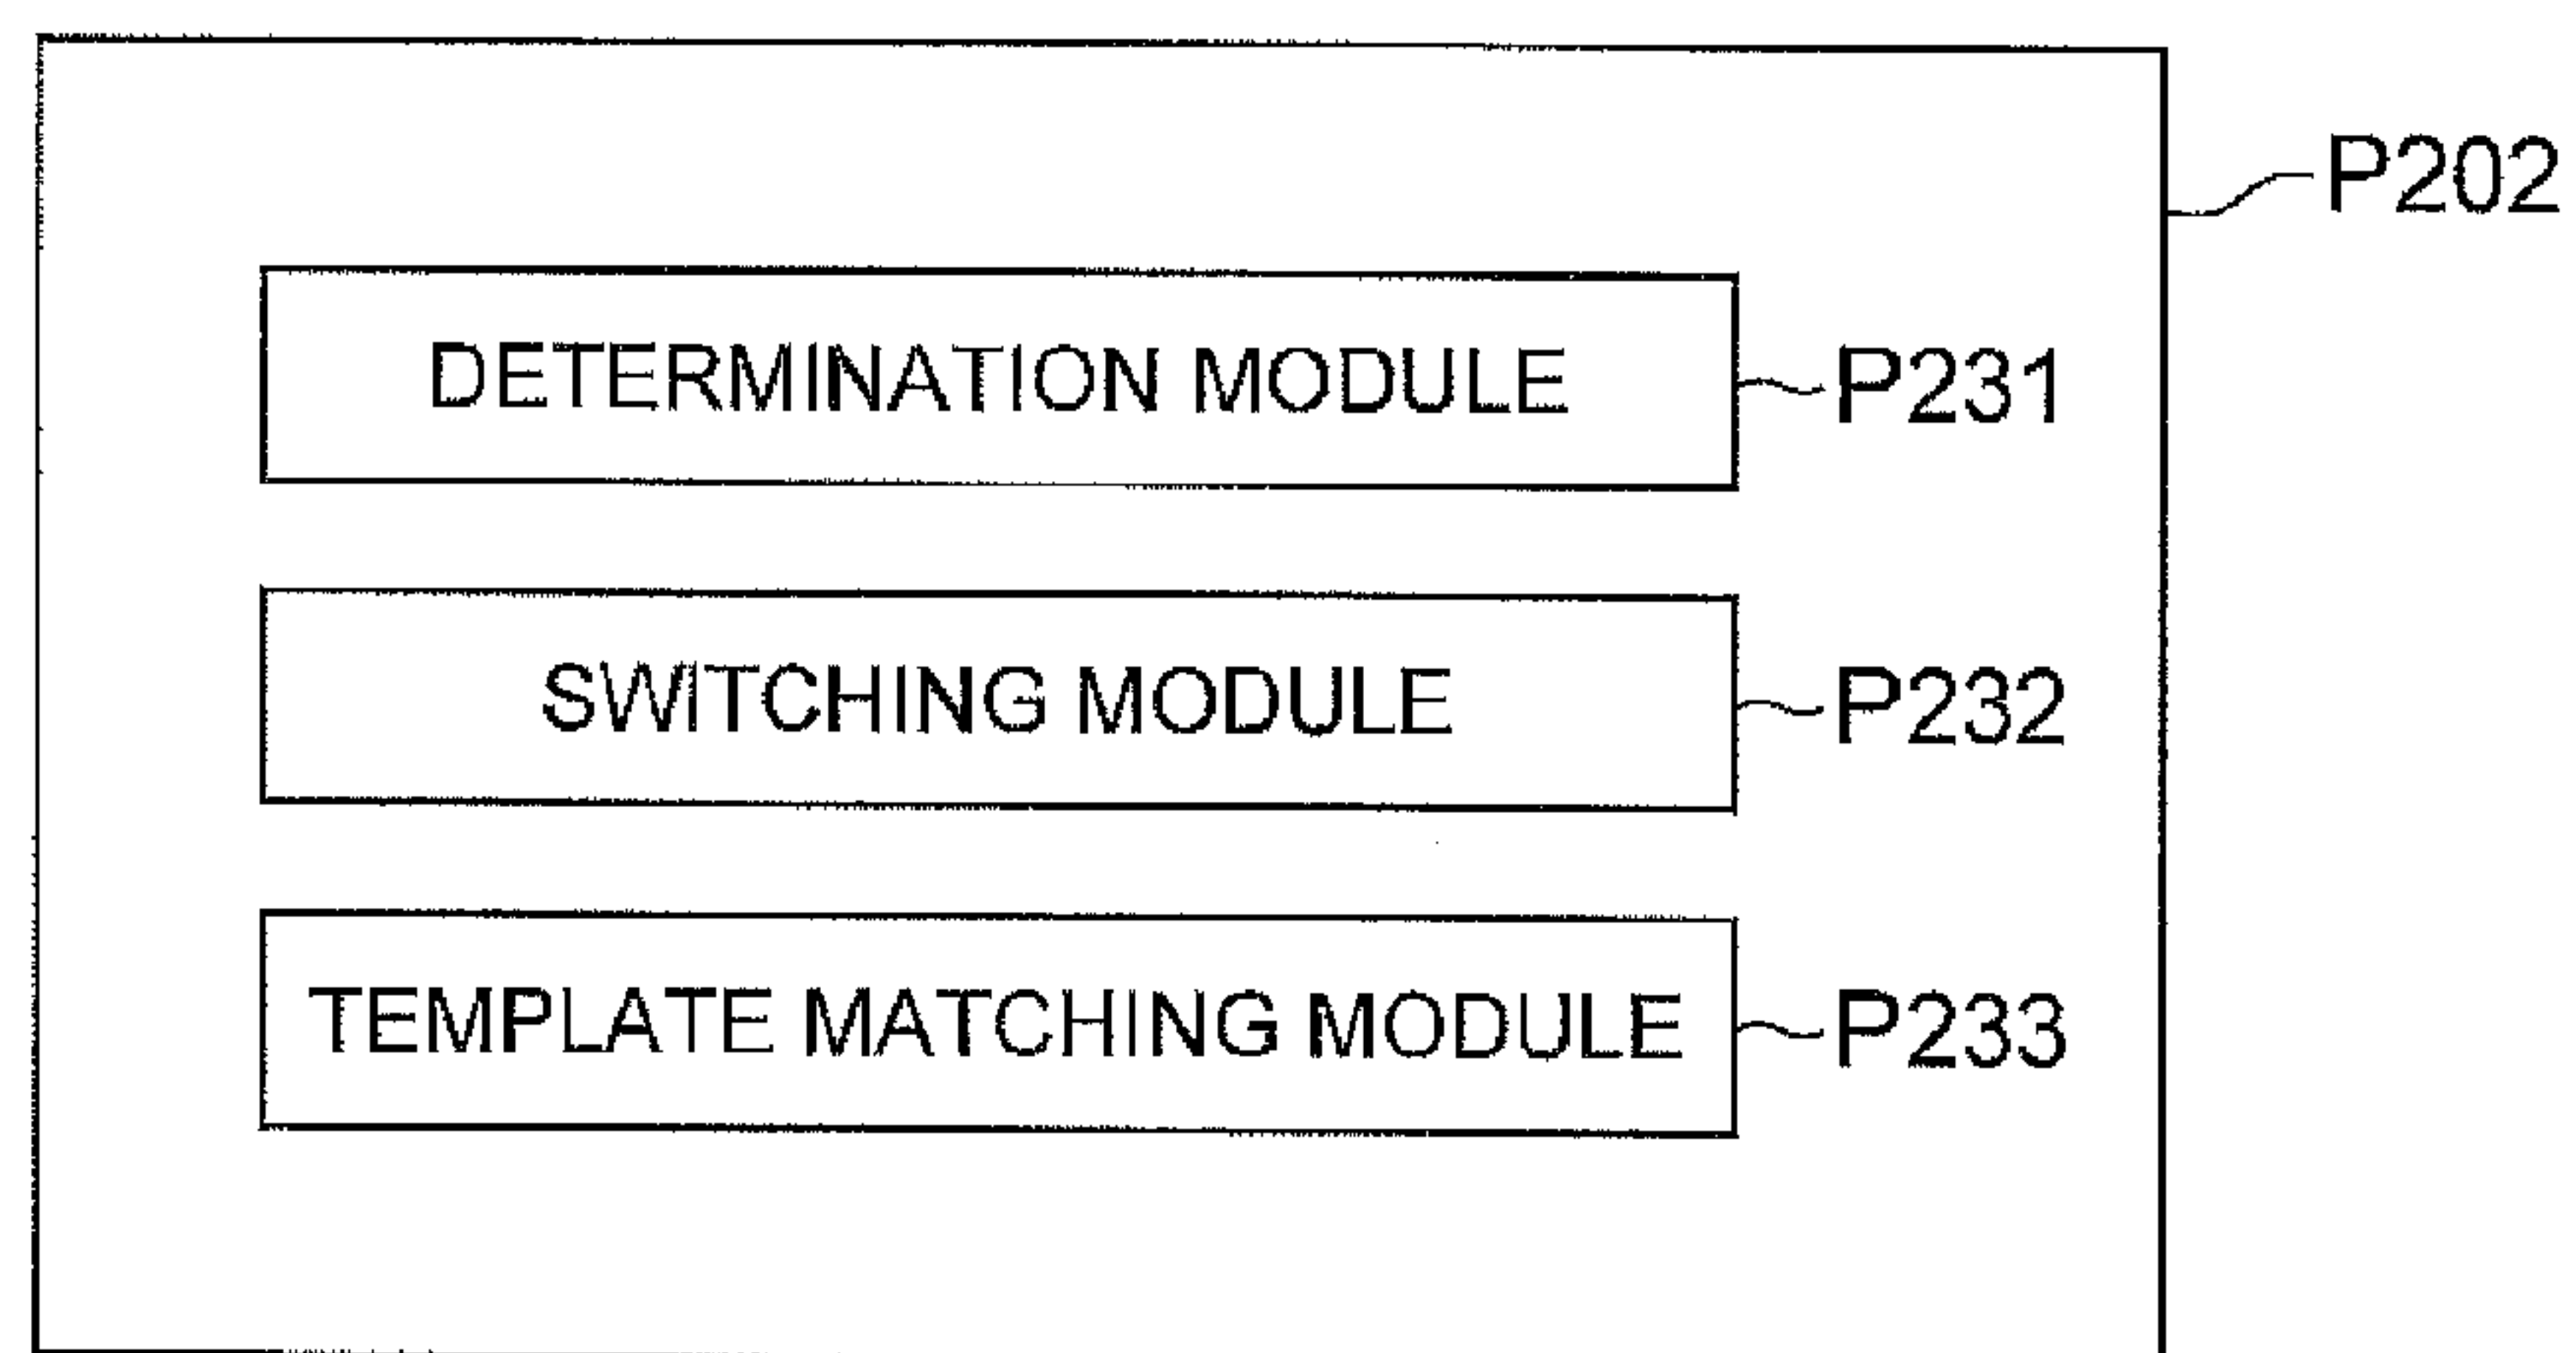 P202
DETERMINATION MODULE P231
SWITCHING MODULE P232
TEMPLATE MATCHING MODULE P233